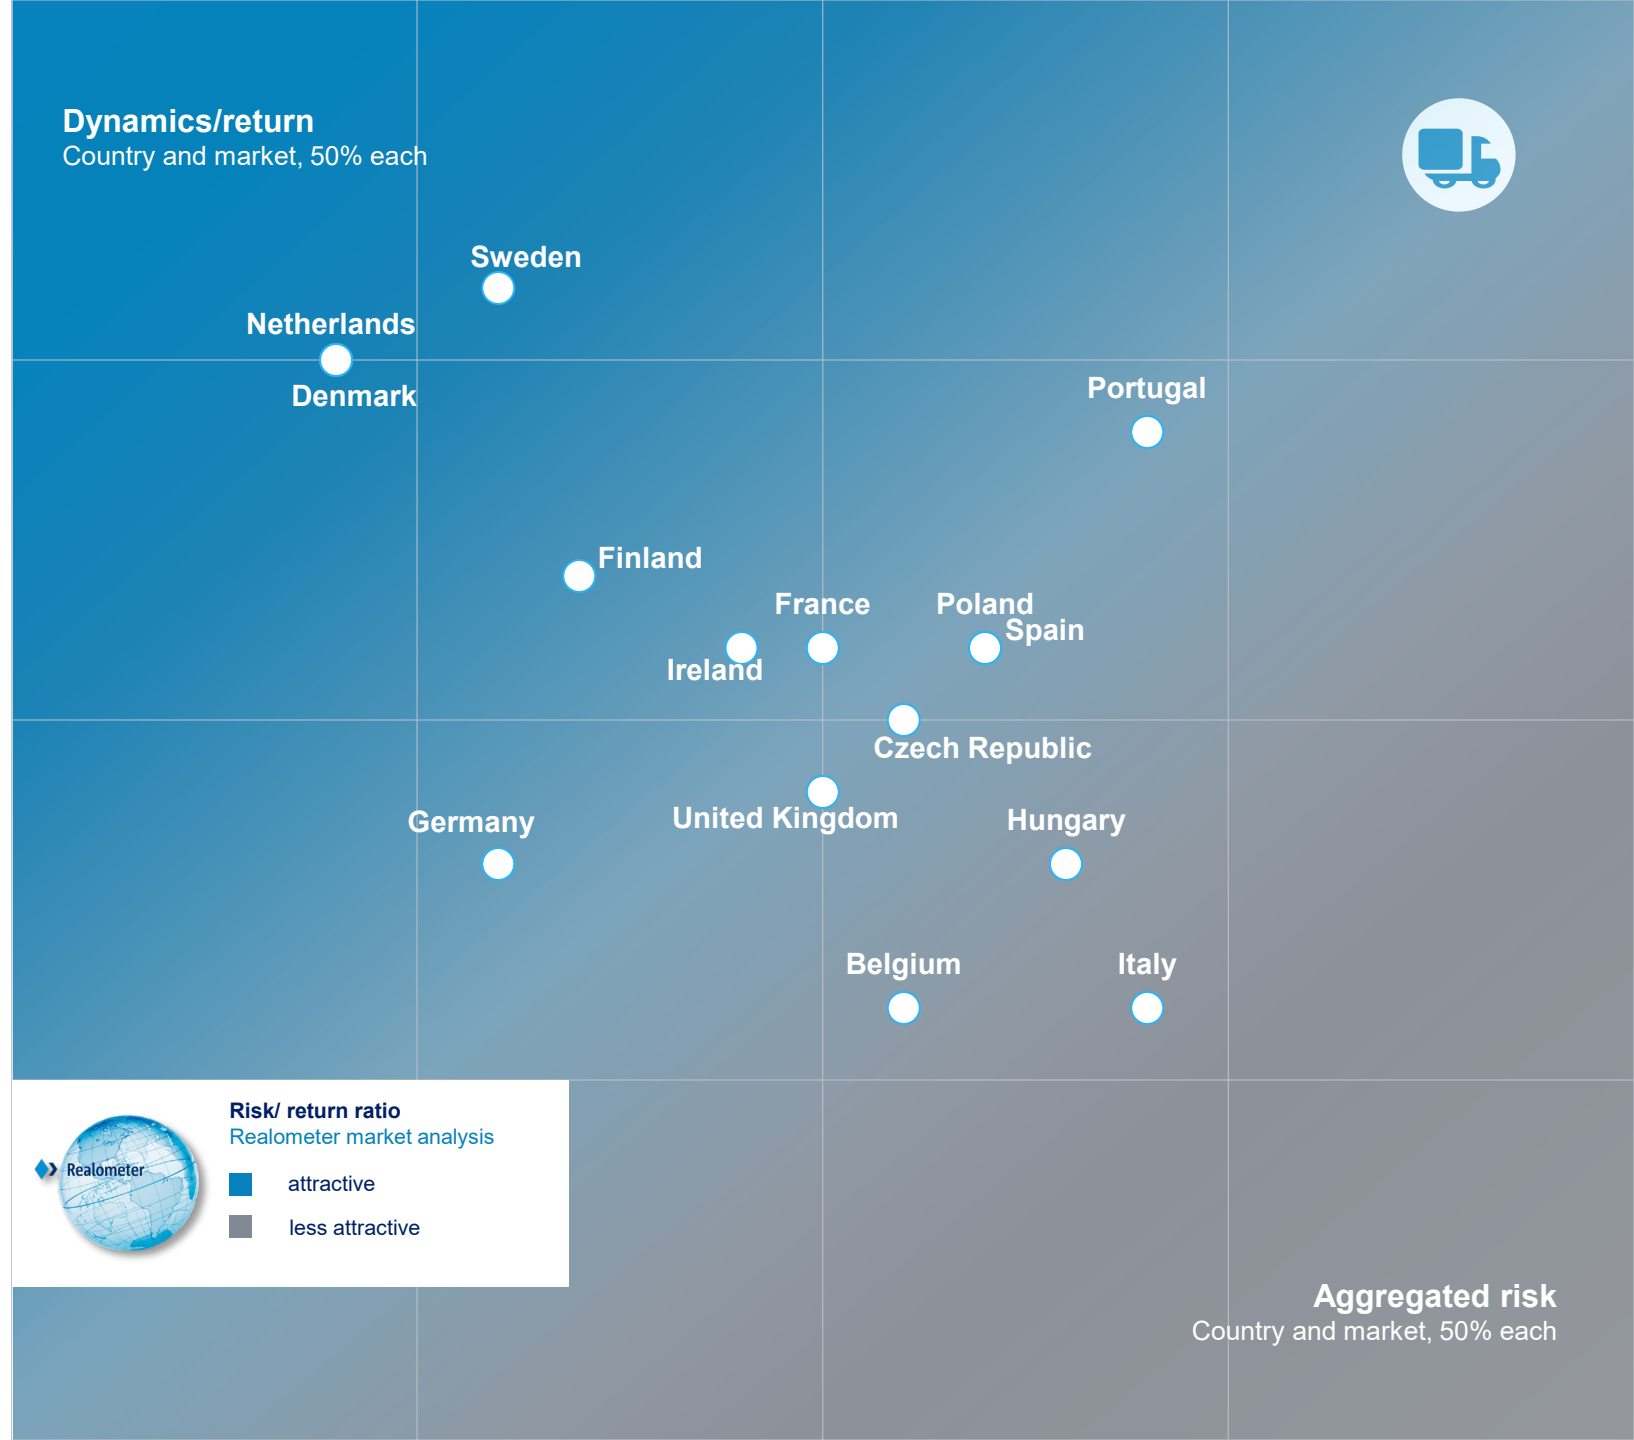 Dynamics/return
Country and market, 50% each
Sweden
Netherlands
Denmark
Portugal
Finland
France
Poland
Spain
Ireland
Czech Republic
United Kingdom
Germany
Hungary
Belgium
Italy
Risk/ return ratio
Realometer market analysis
Realometer
attractive
less attractive
Aggregated risk
Country and market, 50% each